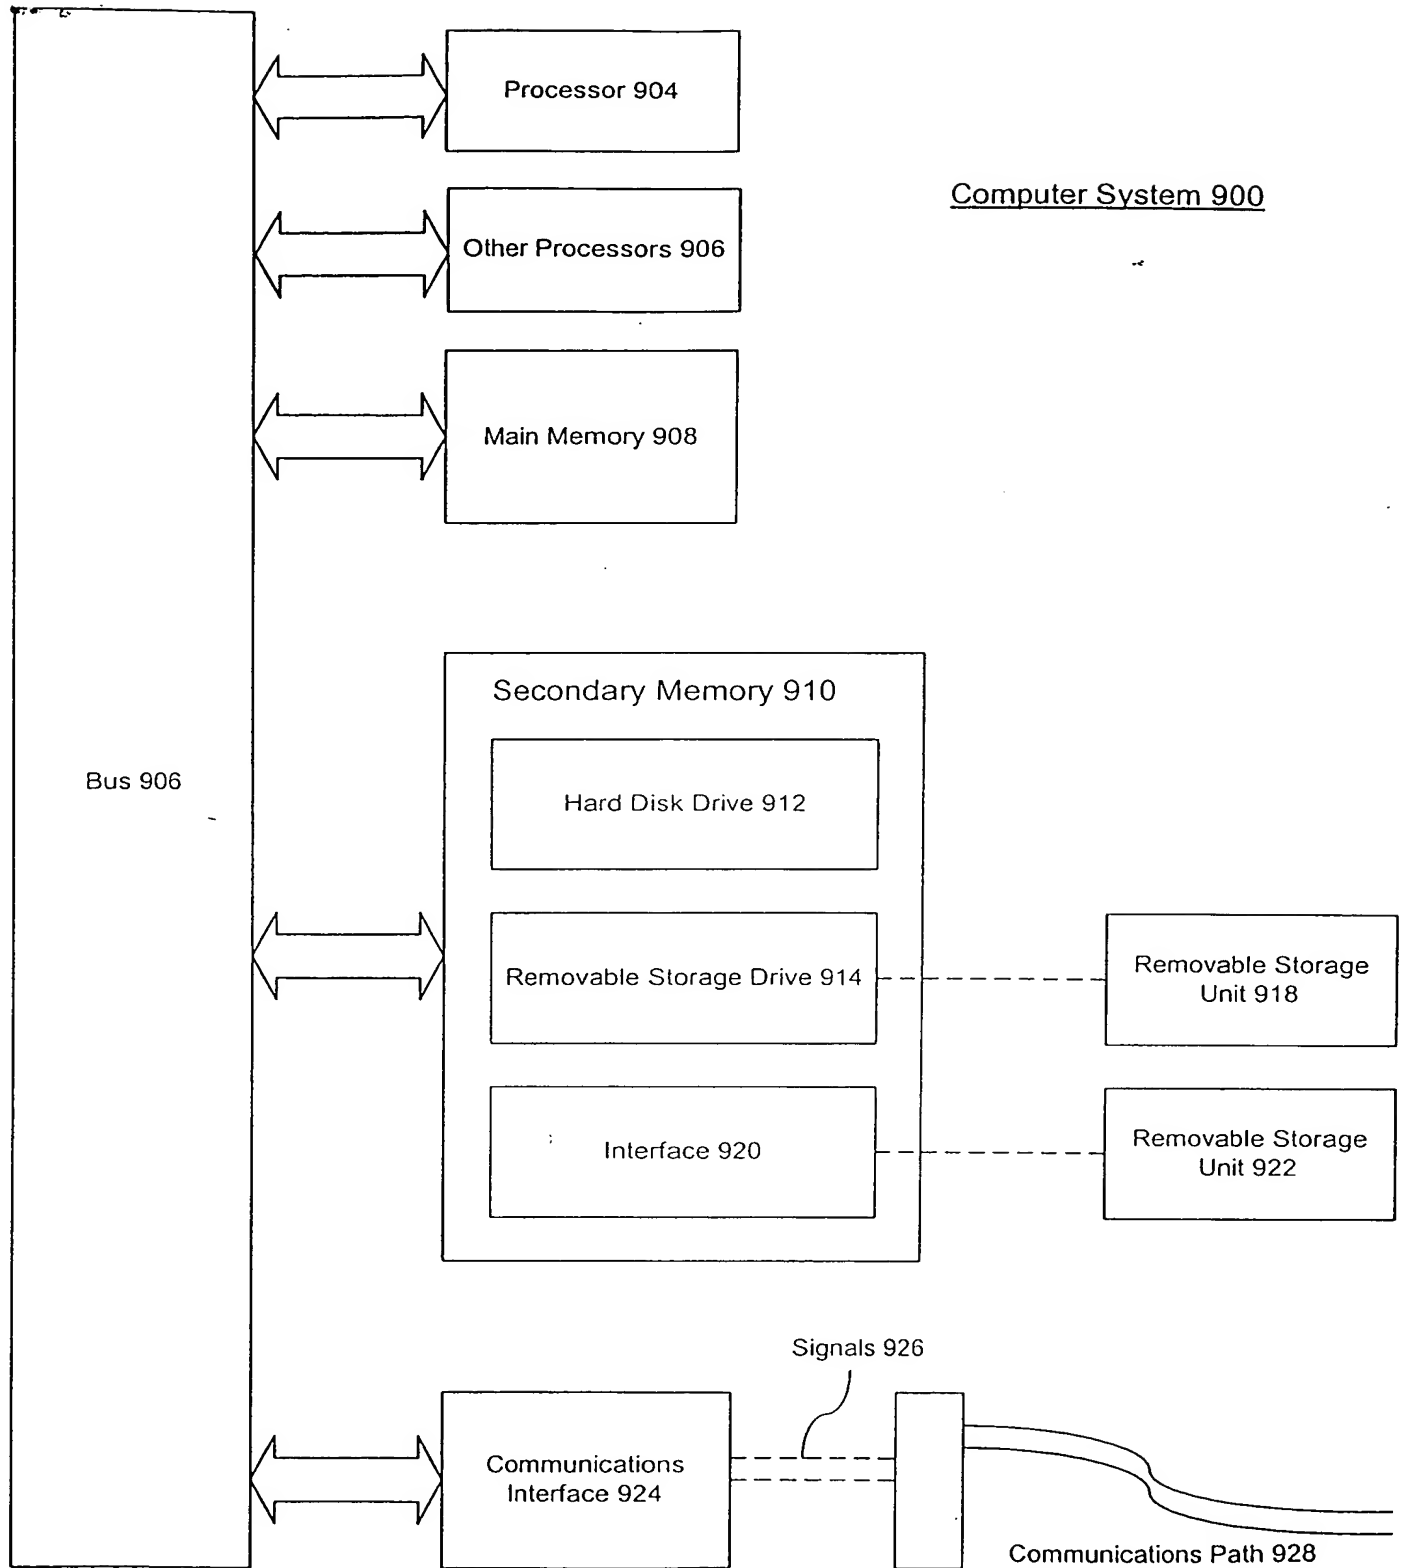 Processor 904
Computer System 900
Other Processors 906
Main Memory 908
Secondary Memory 910
Bus 906
Hard Disk Drive 912
Removable Storage Drive 914
Removable Storage
Unit 918
Interface 920
Removable Storage
Unit 922
Signals 926
Communications
Interface 924
Communications Path 928